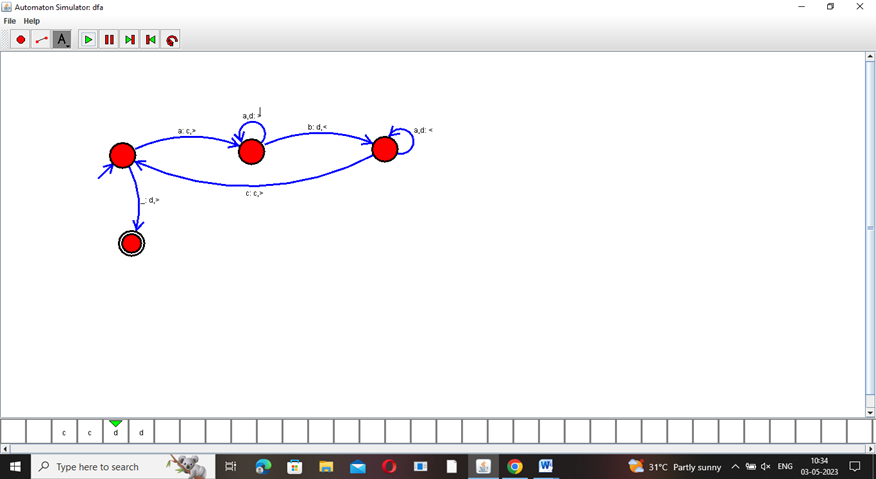 Automaton Simulator: dfa
File Help
A
a,d: >
a: c,>
b: d,<
a,d: <
c: c,>
_: d,>
c c d d
Type here to search
31°C Partly sunny
ENG
10:34
03-05-2023